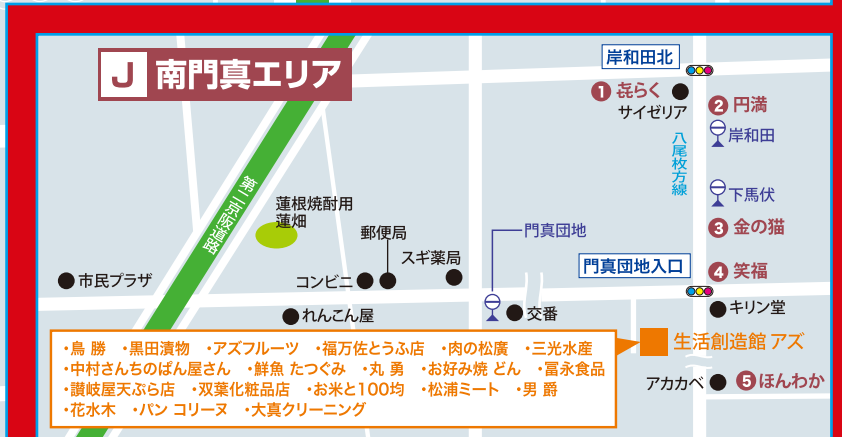 J 南門真エリア
岸和田北
1 㐂らく
サイゼリア
2 円満
岸和田
八尾枚方線
下馬伏
第二京阪道路
蓮根焼酎用
蓮畑
郵便局
門真団地
3 金の猫
スギ薬局
門真団地入口
4 笑福
市民プラザ
コンビニ
れんこん屋
交番
キリン堂
生活創造館 アズ
・鳥 勝 ・黒田漬物 ・アズフルーツ ・福万佐とうふ店 ・肉の松廣 ・三光水産
・中村さんちのぱん屋さん ・鮮魚 たつぐみ ・丸 勇 ・お好み焼 どん ・冨永食品
・讃岐屋天ぷら店 ・双葉化粧品店 ・お米と100均 ・松浦ミート ・男 爵
・花水木 ・パン コリーヌ ・大真クリーニング
アカカベ
5 ほんわか